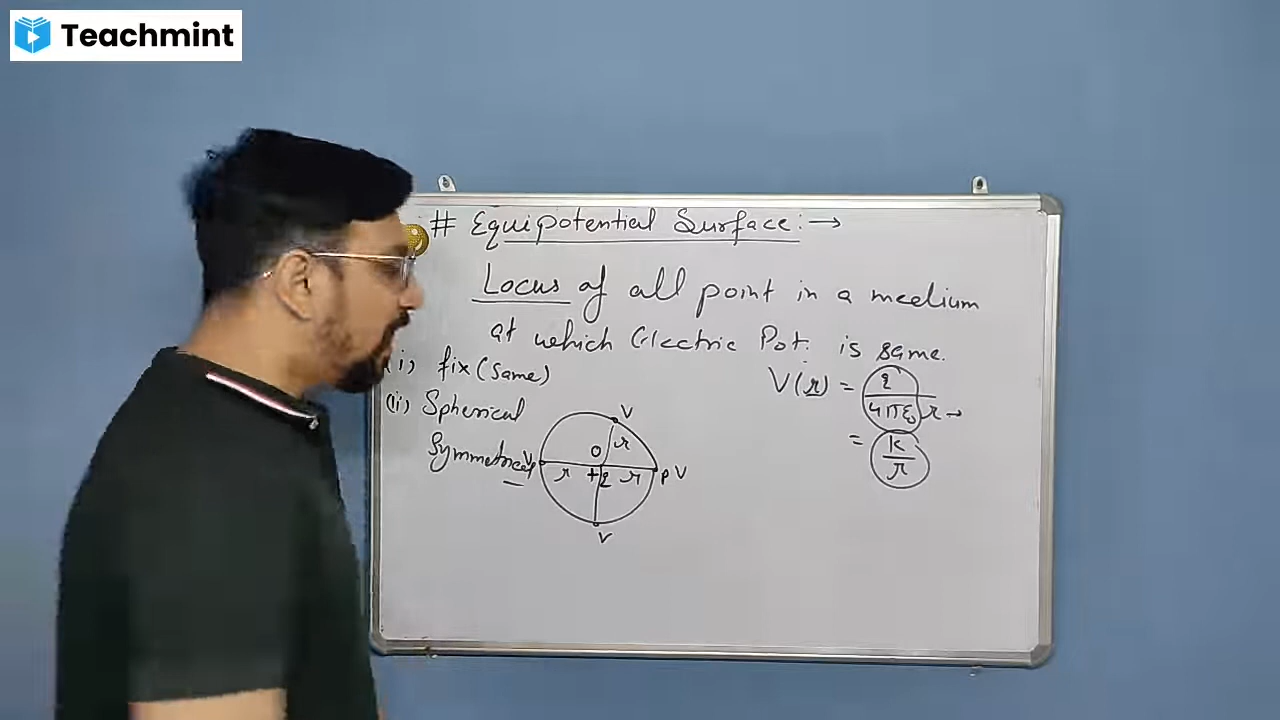 Teachmint
# Equipotential Surface: →
Locus of all point in a medium
at which Electric Pot. is same.
(i) fix (Same)
(ii) Spherical
Symmetrical
V(r) = q / 4πε₀ r →
= k / r
V
O r
V r +q r P V
V